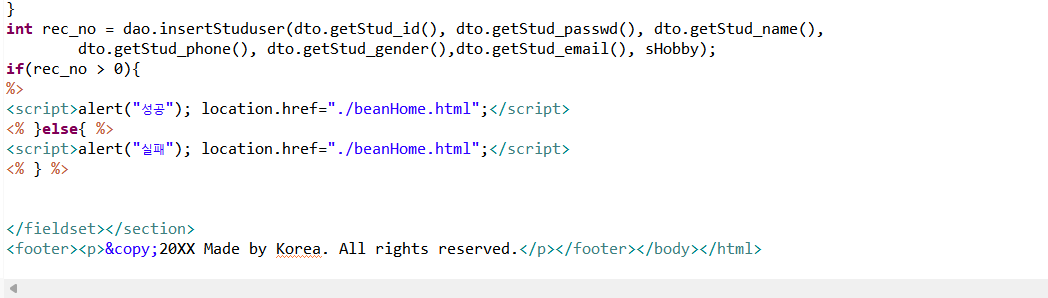 }
int rec_no = dao.insertStuduser(dto.getStud_id(), dto.getStud_passwd(), dto.getStud_name(),
dto.getStud_phone(), dto.getStud_gender(),dto.getStud_email(), sHobby);
if(rec_no > 0){
%>
<script>alert("성공"); location.href="./beanHome.html";</script>
<% }else{ %>
<script>alert("실패"); location.href="./beanHome.html";</script>
<% } %>
</fieldset></section>
<footer><p>&copy;20XX Made by Korea. All rights reserved.</p></footer></body></html>